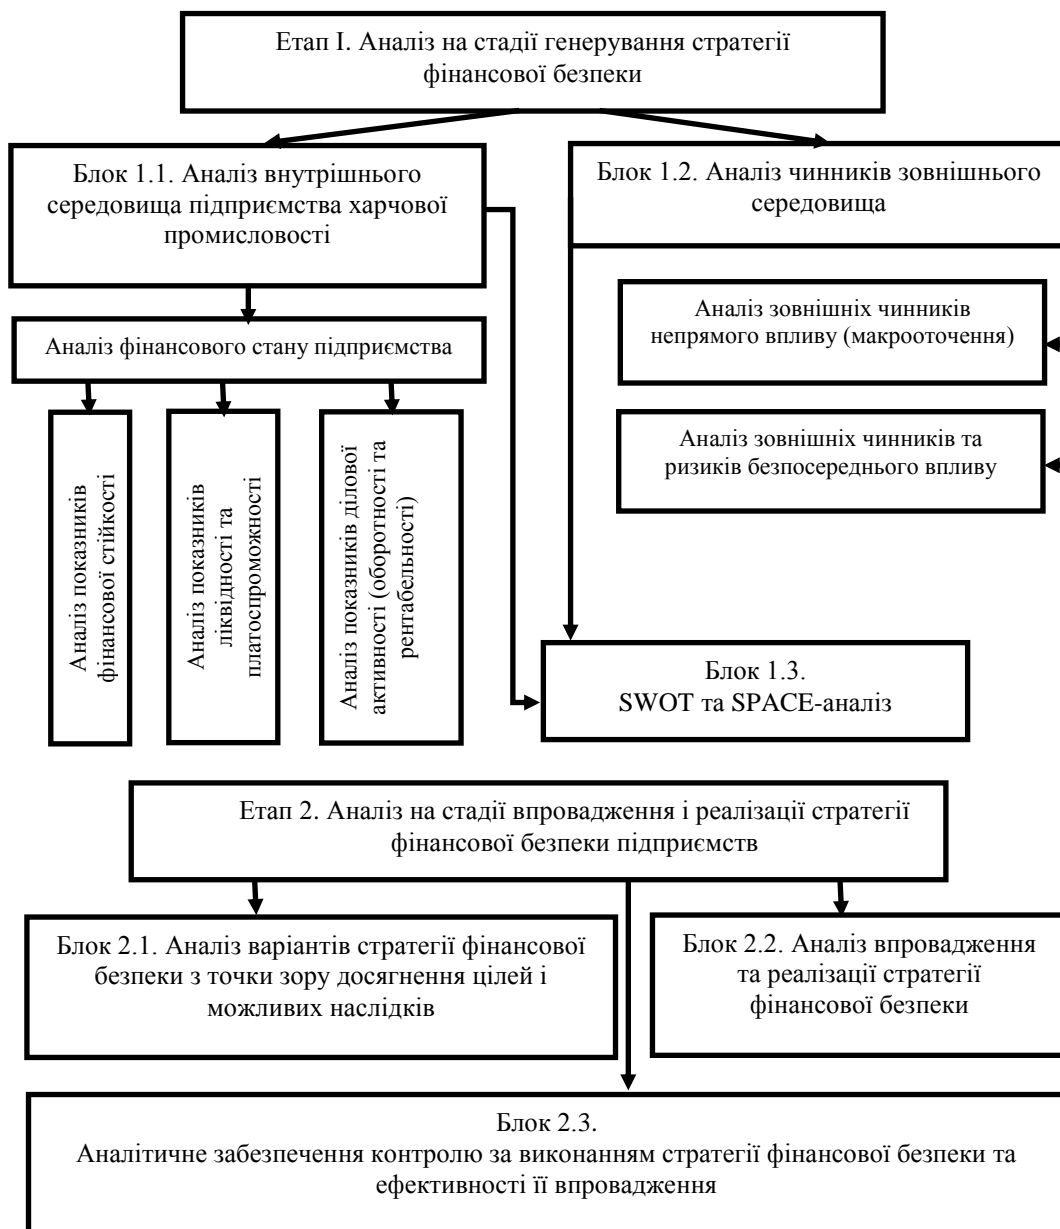 Етап I. Аналіз на стадії генерування стратегії
фінансової безпеки
Блок 1.1. Аналіз внутрішнього
середовища підприємства харчової
промисловості
Блок 1.2. Аналіз чинників зовнішнього
середовища
Аналіз зовнішніх чинників
непрямого впливу (макрооточення)
Аналіз фінансового стану підприємства
Аналіз зовнішніх чинників та
ризиків безпосереднього впливу
Аналіз показників
фінансової стійкості
Аналіз показників
ліквідності та
платоспроможності
Аналіз показників ділової
активності (оборотності та
рентабельності)
Блок 1.3.
SWOT та SPACE-аналіз
Етап 2. Аналіз на стадії впровадження і реалізації стратегії
фінансової безпеки підприємств
Блок 2.1. Аналіз варіантів стратегії фінансової
безпеки з точки зору досягнення цілей і
можливих наслідків
Блок 2.2. Аналіз впровадження
та реалізації стратегії
фінансової безпеки
Блок 2.3.
Аналітичне забезпечення контролю за виконанням стратегії фінансової безпеки та
ефективності її впровадження